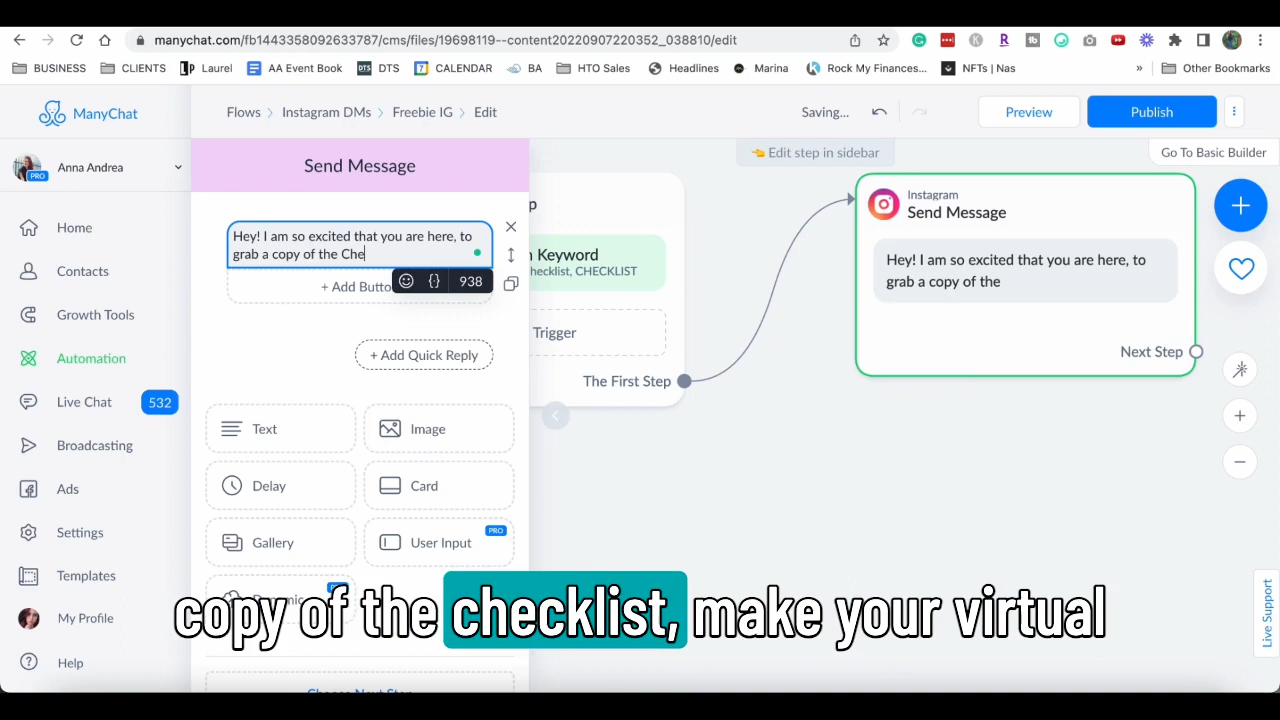 manychat.com/fb1443358092633787/cms/files/19698119--content20220907220352_038810/edit
BUSINESS CLIENTS Laurel AA Event Book DTS DTS 7 CALENDAR BA HTO Sales Headlines Marina Rock My Finances... NFTs | Nas » Other Bookmarks
ManyChat
Flows > Instagram DMs > Freebie IG > Edit
Saving...
Preview
Publish
Anna Andrea
PRO
Home
Contacts
Growth Tools
Automation
Live Chat 532
Broadcasting
Ads
Settings
Templates
My Profile
Help
Send Message
Hey! I am so excited that you are here, to
grab a copy of the Che
+ Add Butto
{} 938
+ Add Quick Reply
Text
Image
Delay
Card
Gallery
User Input
PRO
Edit step in sidebar
Go To Basic Builder
Keyword
hecklist, CHECKLIST
Trigger
The First Step
Instagram
Send Message
Hey! I am so excited that you are here, to
grab a copy of the
Next Step
Live Support
copy of the checklist, make your virtual